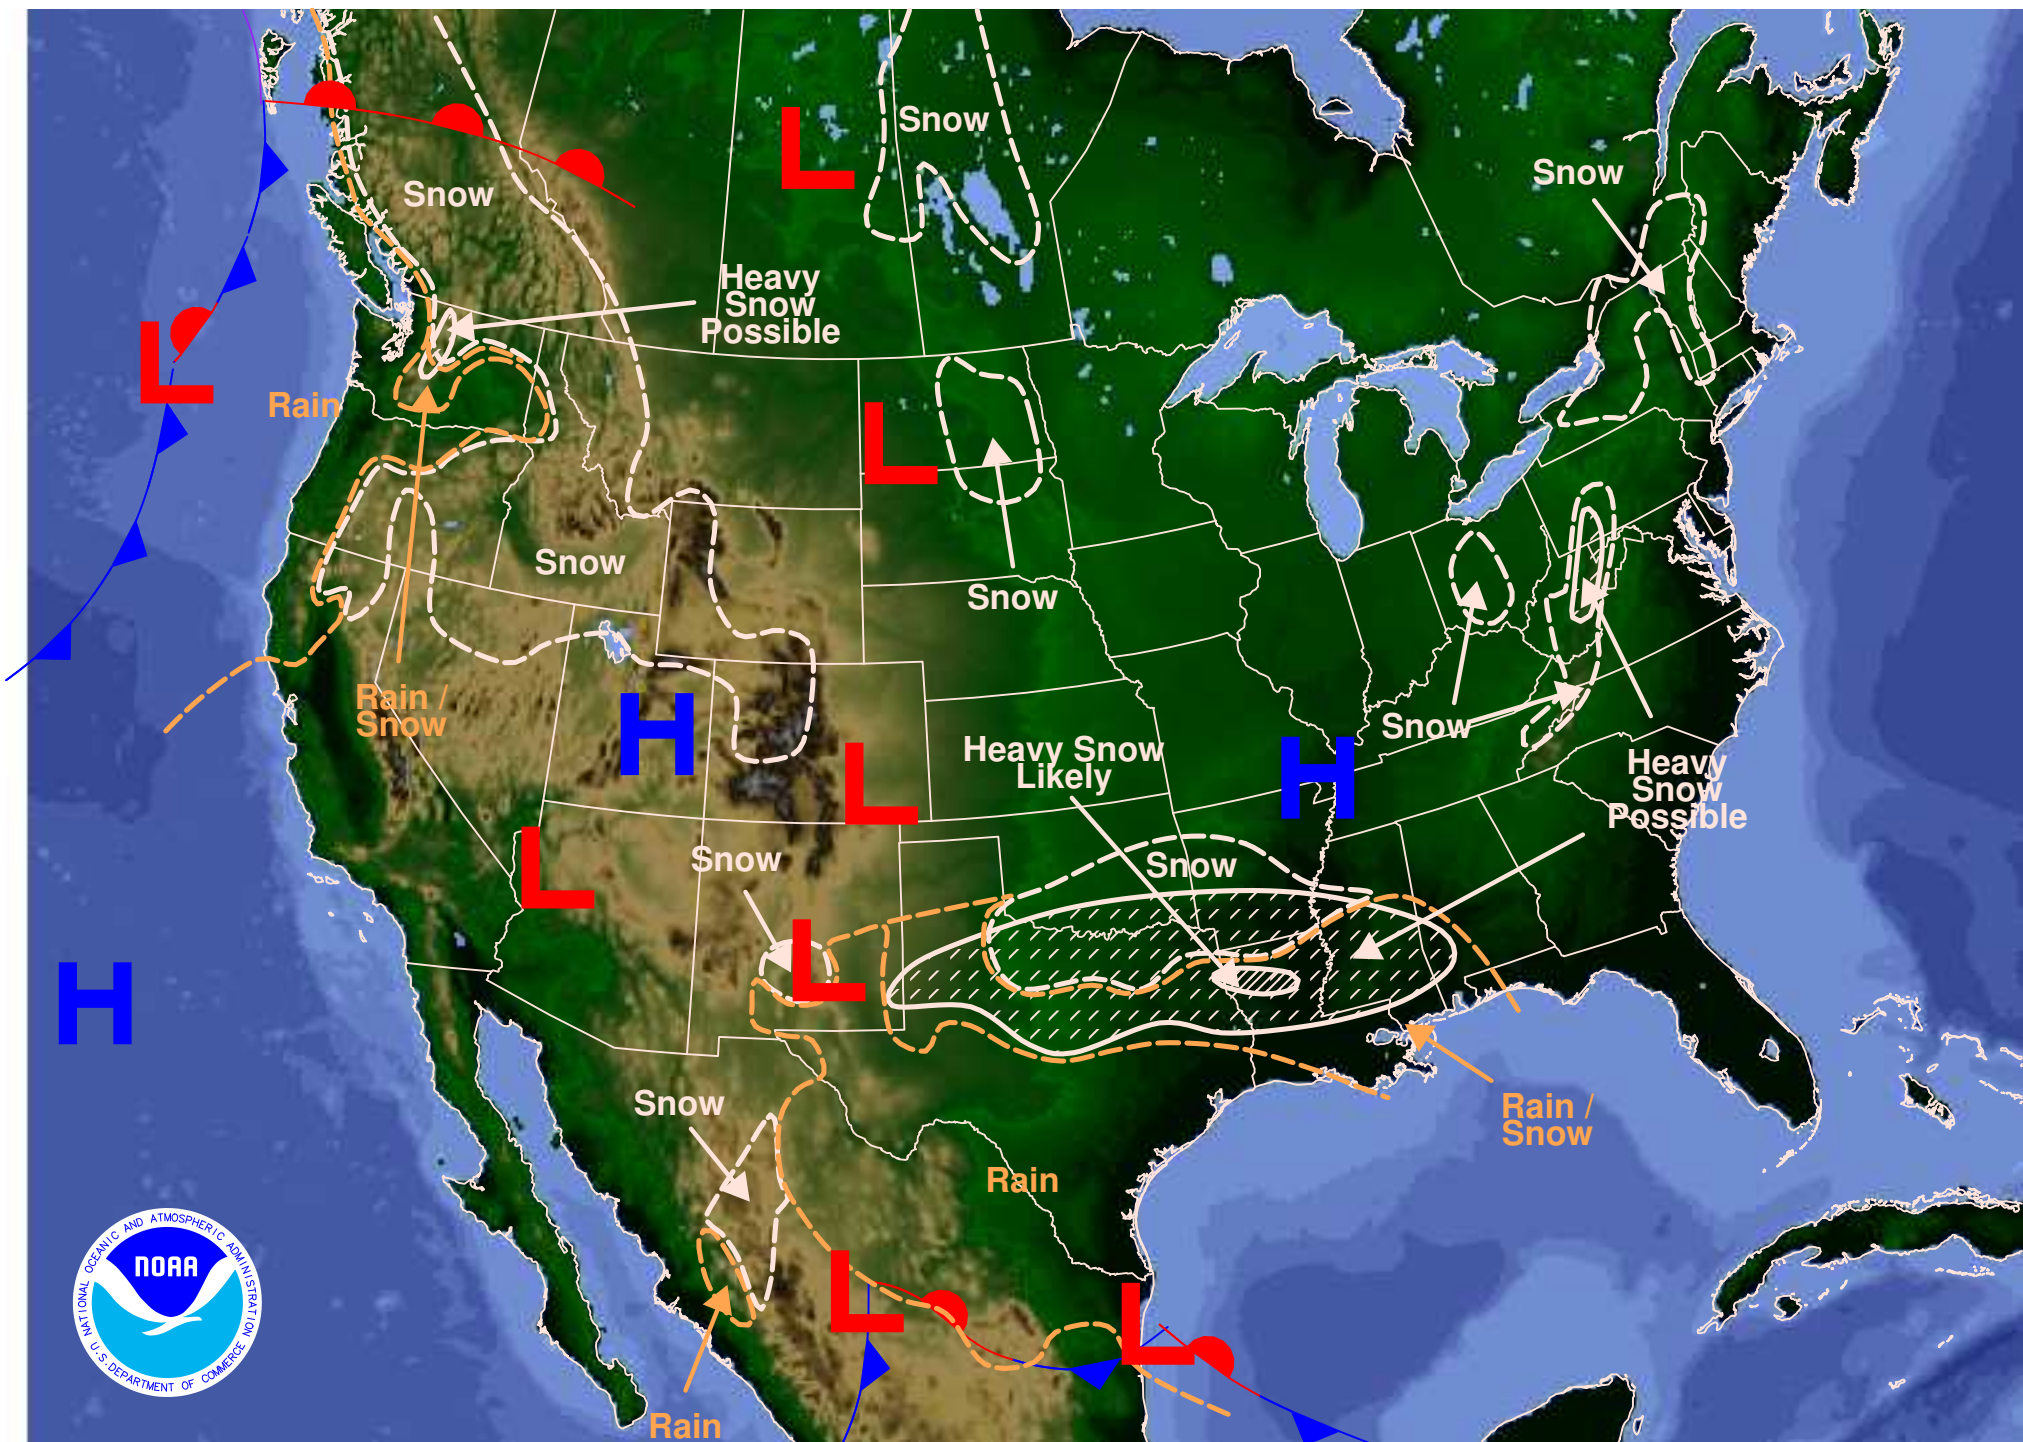 Snow
L
Snow
Snow
Heavy
Snow
Possible
L
Rain
L
Snow
Snow
Rain /
Snow
H
Snow
Heavy Snow
Likely
H
Heavy
Snow
Possible
L
L
Snow
Snow
L
H
Snow
Rain /
Snow
Rain
L
L
Rain
NATIONAL OCEANIC AND ATMOSPHERIC ADMINISTRATION
NOAA
U.S. DEPARTMENT OF COMMERCE